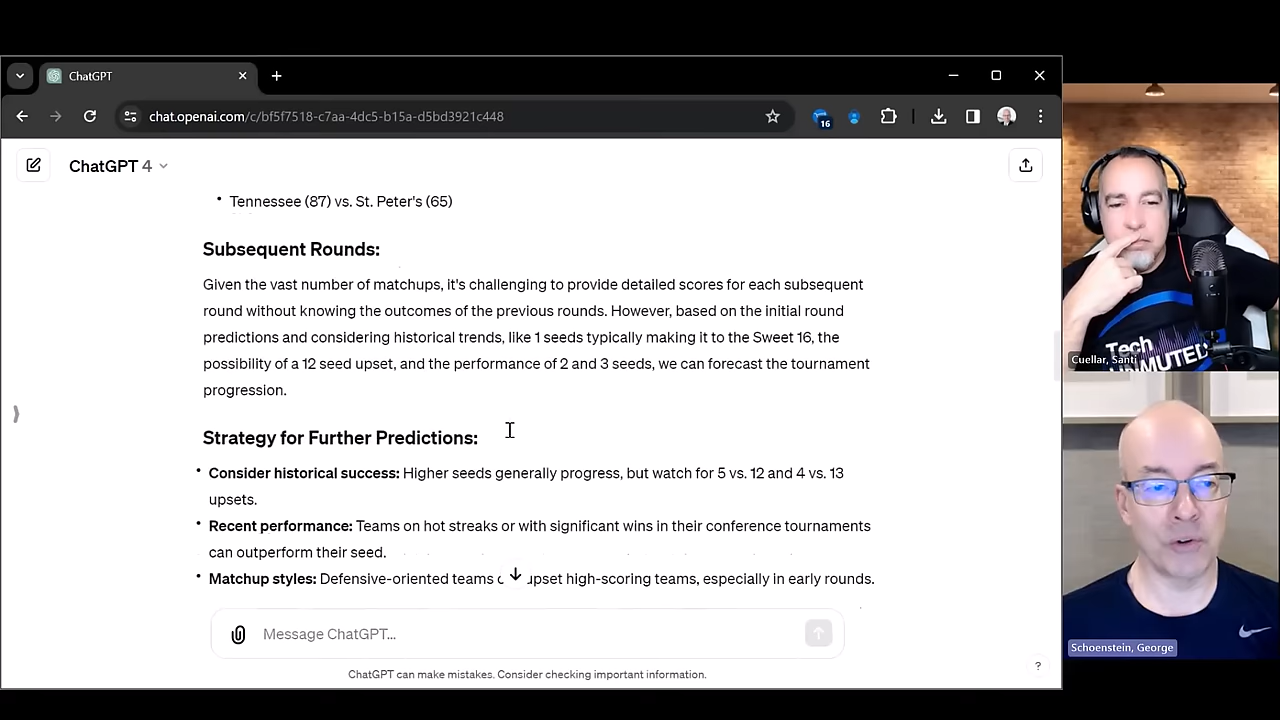 ChatGPT
chat.openai.com/c/bf5f7518-c7aa-4dc5-b15a-d5bd3921c448
16
ChatGPT 4
• Tennessee (87) vs. St. Peter's (65)
Subsequent Rounds:
Given the vast number of matchups, it's challenging to provide detailed scores for each subsequent
round without knowing the outcomes of the previous rounds. However, based on the initial round
predictions and considering historical trends, like 1 seeds typically making it to the Sweet 16, the
possibility of a 12 seed upset, and the performance of 2 and 3 seeds, we can forecast the tournament
progression.
Strategy for Further Predictions:
• Consider historical success: Higher seeds generally progress, but watch for 5 vs. 12 and 4 vs. 13
upsets.
• Recent performance: Teams on hot streaks or with significant wins in their conference tournaments
can outperform their seed.
• Matchup styles: Defensive-oriented teams upset high-scoring teams, especially in early rounds.
Message ChatGPT...
ChatGPT can make mistakes. Consider checking important information.
?
Tech
UNMUTED
Cuellar, Santi
Schoenstein, George